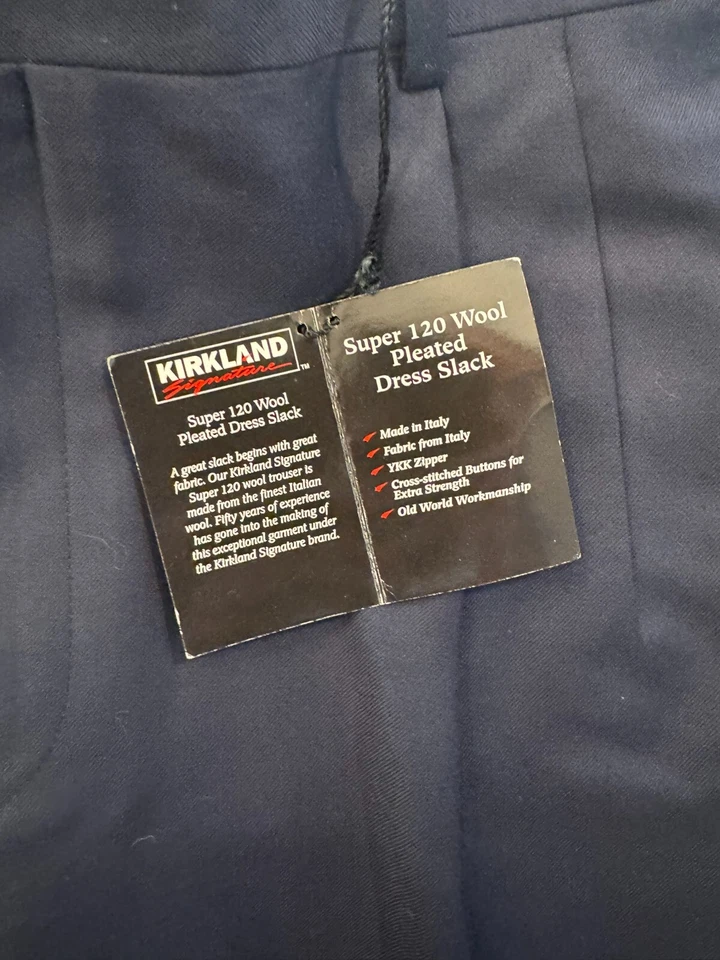 KIRKLAND
Signature™
Super 120 Wool
Pleated Dress Slack
A great slack begins with great
fabric. Our Kirkland Signature
Super 120 wool trouser is
made from the finest Italian
wool. Fifty years of experience
has gone into the making of
this exceptional garment under
the Kirkland Signature brand.
Super 120 Wool
Pleated
Dress Slack
Made in Italy
Fabric from Italy
YKK Zipper
Cross-stitched Buttons for
Extra Strength
Old World Workmanship